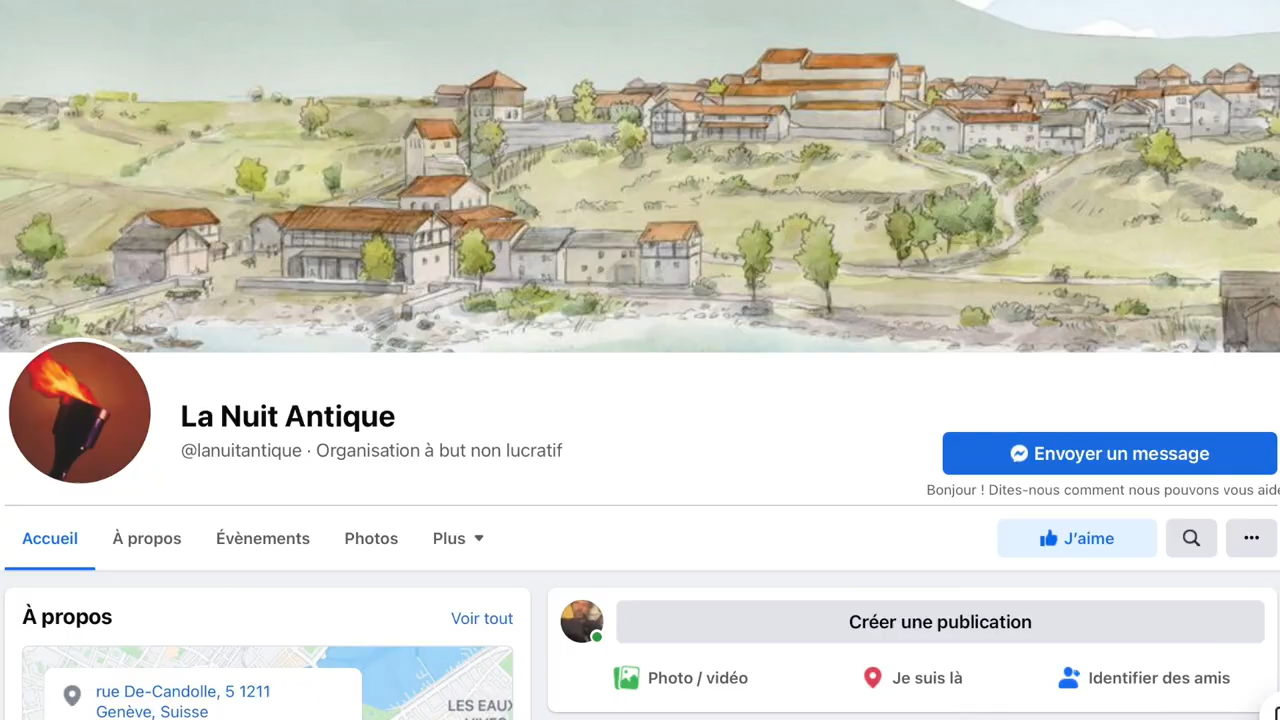 La Nuit Antique
@lanuitantique · Organisation à but non lucratif
Envoyer un message
Bonjour ! Dites-nous comment nous pouvons vous aide
Accueil
À propos
Évènements
Photos
Plus
J'aime
À propos
Voir tout
rue De-Candolle, 5 1211
Genève, Suisse
LES EAUX
Créer une publication
Photo / vidéo
Je suis là
Identifier des amis